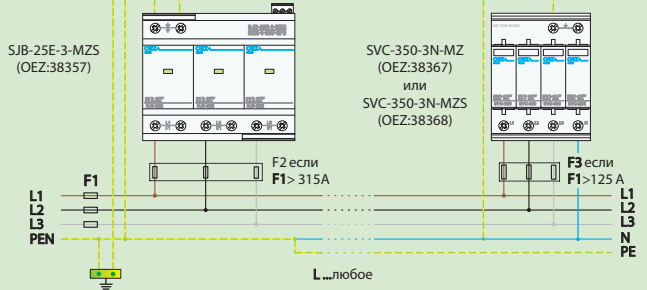 SJB-25E-3-MZS
(OEZ:38357)
SVC-350-3N-MZ
(OEZ:38367)
или
SVC-350-3N-MZS
(OEZ:38368)
F1
F2 если
F1> 315A
F3 если
F1>125 A
L1
L2
L3
PEN
L1
L2
L3
N
PE
L ...любое